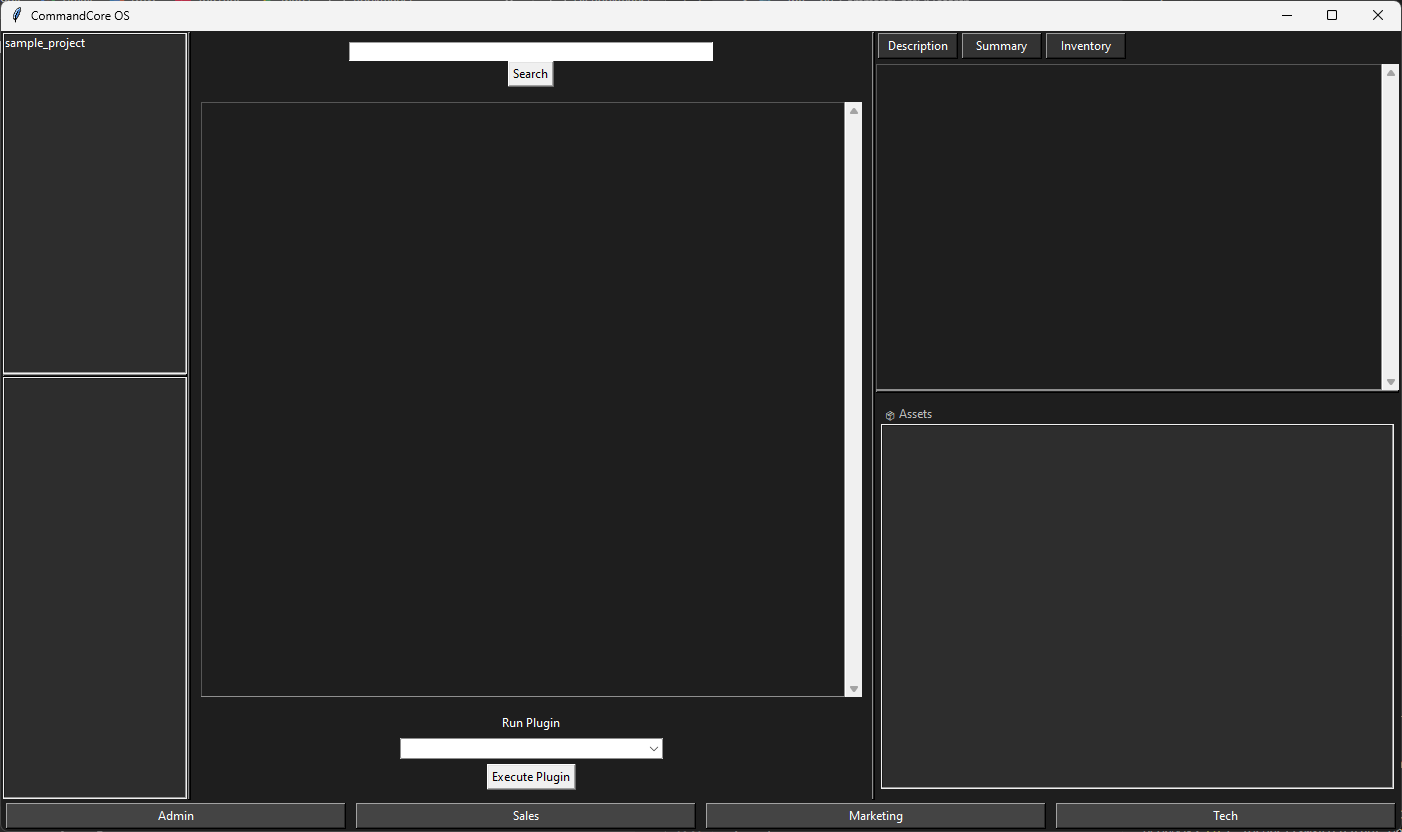 CommandCore OS
sample_project
Search
Description
Summary
Inventory
Assets
Run Plugin
Execute Plugin
Admin
Sales
Marketing
Tech